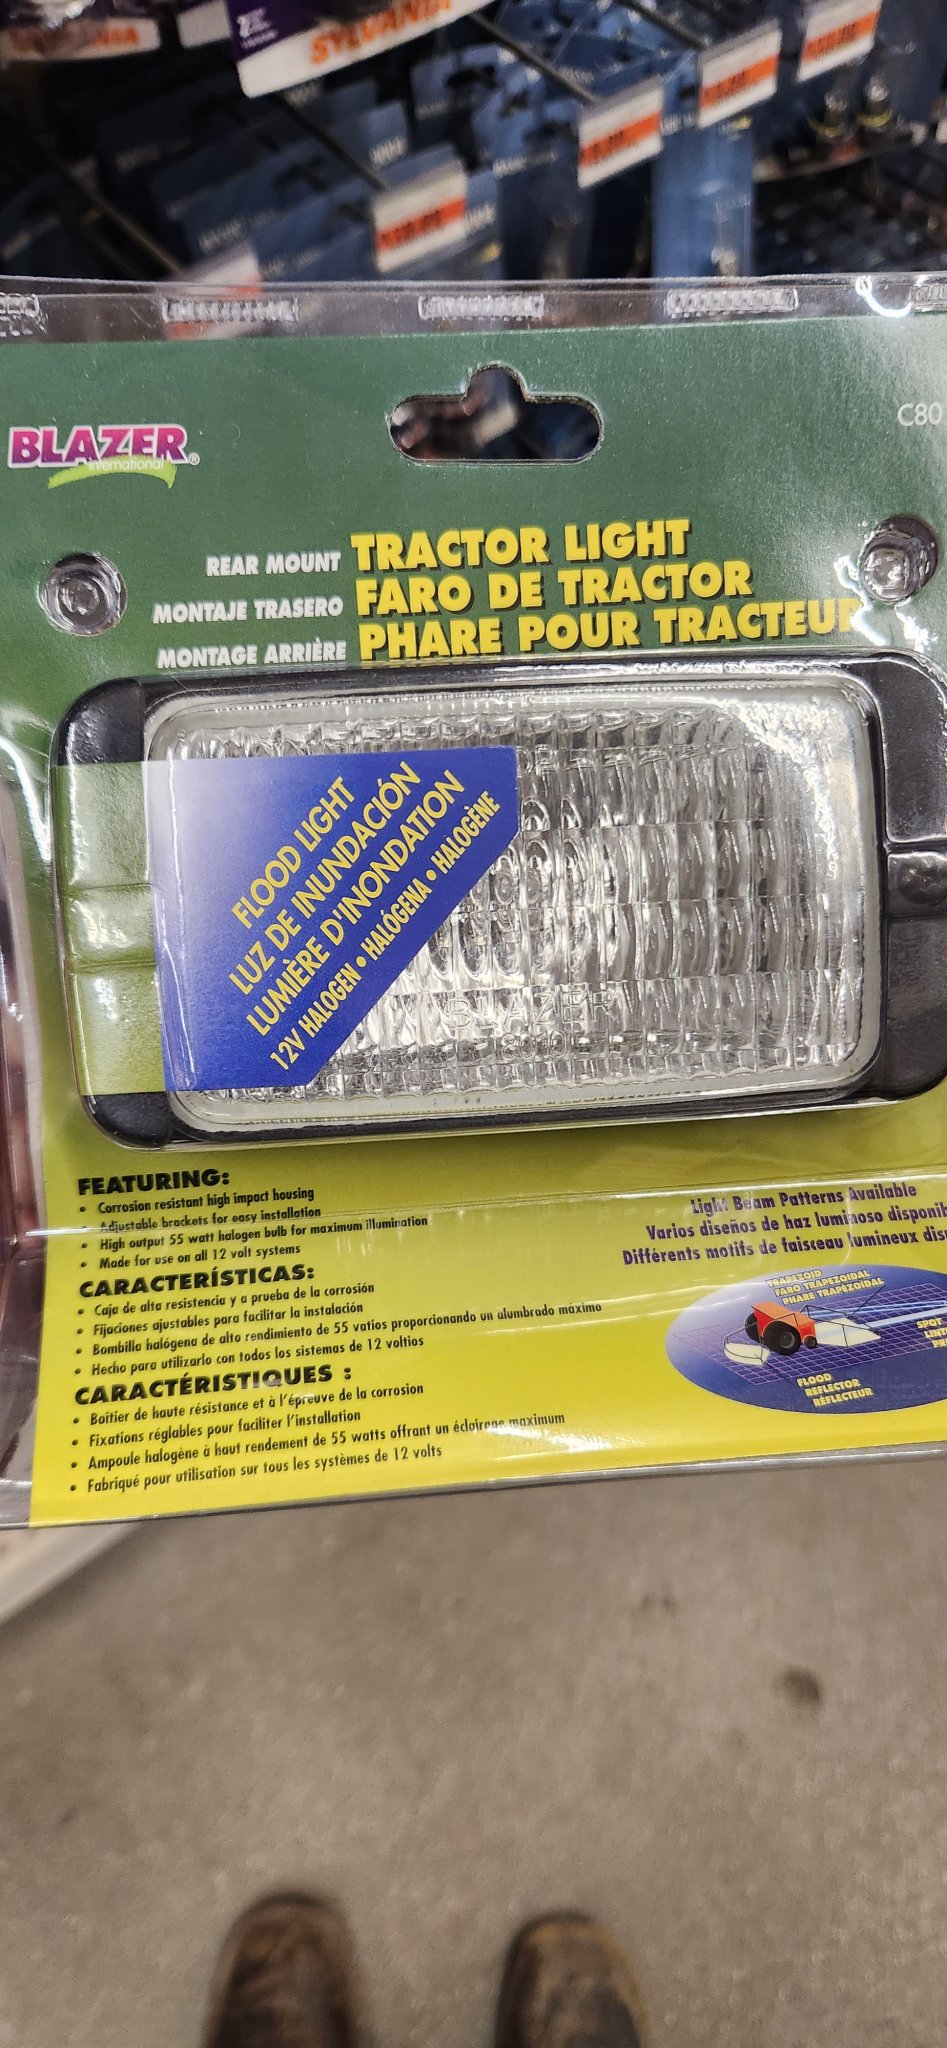 SYLVANIA
BLAZER
international®
C80
REAR MOUNT TRACTOR LIGHT
MONTAJE TRASERO FARO DE TRACTOR
MONTAGE ARRIÈRE PHARE POUR TRACTEUR
FLOOD LIGHT
LUZ DE INUNDACIÓN
LUMIÈRE D'INONDATION
12V HALOGEN • HALÓGENA • HALOGÈNE
BLAZER
FEATURING:
• Corrosion resistant high impact housing
• Adjustable brackets for easy installation
• High output 55 watt halogen bulb for maximum illumination
• Made for use on all 12 volt systems
CARACTERÍSTICAS:
• Caja de alta resistencia y a prueba de la corrosión
• Fijaciones ajustables para facilitar la instalación
• Bombilla halógena de alto rendimiento de 55 vatios proporcionando un alumbrado máximo
• Hecho para utilizarlo con todos los sistemas de 12 voltios
CARACTÉRISTIQUES :
• Boîtier de haute résistance et à l'épreuve de la corrosion
• Fixations réglables pour faciliter l'installation
• Ampoule halogène à haut rendement de 55 watts offrant un éclairage maximum
• Fabriqué pour utilisation sur tous les systèmes de 12 volts
Light Beam Patterns Available
Varios diseños de haz luminoso disponib
Différents motifs de faisceau lumineux dis
TRAPEZOID
FARO TRAPEZOIDAL
PHARE TRAPÉZOÏDAL
SPOT
FLOOD
REFLECTOR
RÉFLECTEUR